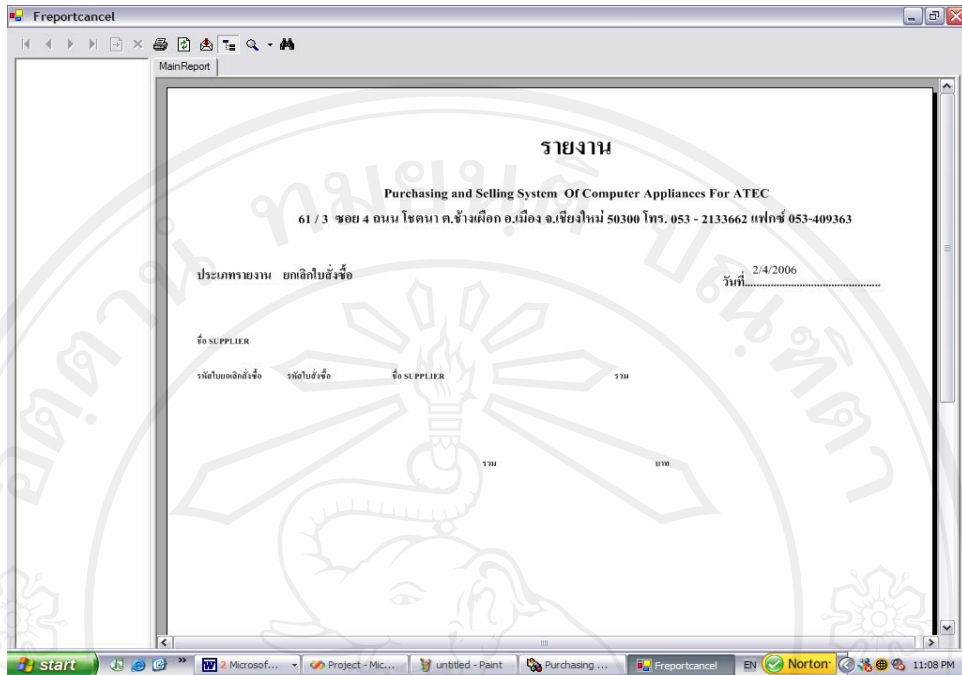 Freportcancel
MainReport
รายงาน
Purchasing and Selling System Of Computer Appliances For ATEC
61 / 3 ซอย 4 ถนน โชตนา ต.ช้างเผือก อ.เมือง จ.เชียงใหม่ 50300 โทร. 053 - 2133662 แฟกซ์ 053-409363
ประเภทรายงาน ยกเลิกใบสั่งซื้อ
วันที่ 2/4/2006
ชื่อ SUPPLIER
รหัสใบยกเลิกสั่งซื้อ รหัสใบสั่งซื้อ ชื่อ SUPPLIER รวม
รวม บาท
start 2 Microsof... Project - Mic... untitled - Paint Purchasing ... Freportcancel EN Norton 11:08 PM